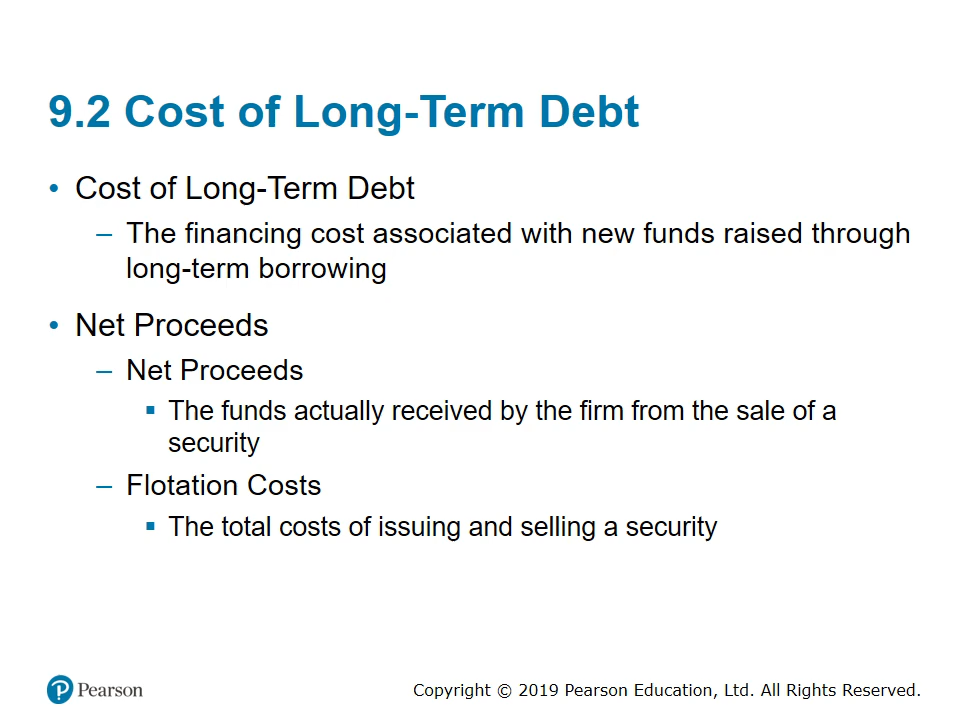 9.2 Cost of Long-Term Debt
• Cost of Long-Term Debt
– The financing cost associated with new funds raised through
long-term borrowing
• Net Proceeds
– Net Proceeds
▪ The funds actually received by the firm from the sale of a
security
– Flotation Costs
▪ The total costs of issuing and selling a security
P Pearson
Copyright © 2019 Pearson Education, Ltd. All Rights Reserved.